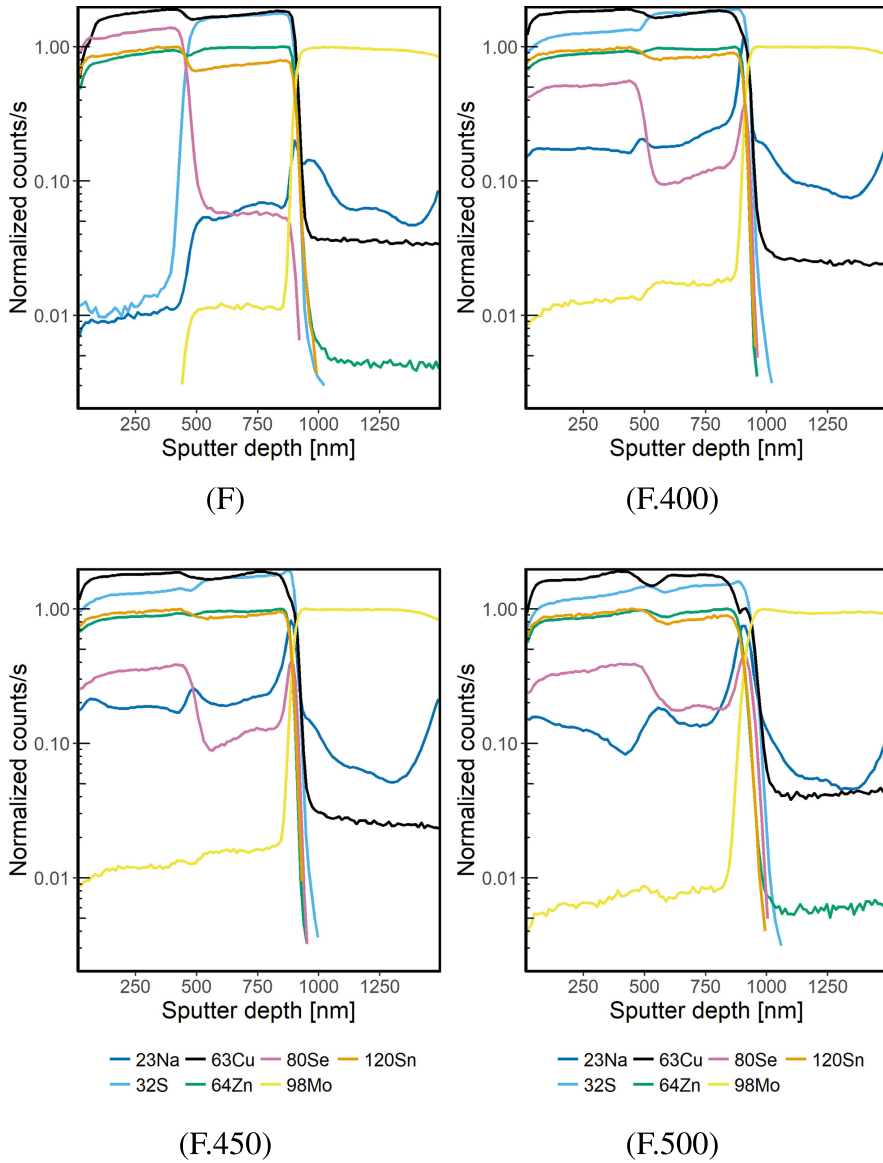 Normalized counts/s
1.00
0.10
0.01
250 500 750 1000 1250
Sputter depth [nm]
(F)
Normalized counts/s
1.00
0.10
0.01
250 500 750 1000 1250
Sputter depth [nm]
(F.400)
Normalized counts/s
1.00
0.10
0.01
250 500 750 1000 1250
Sputter depth [nm]
Normalized counts/s
1.00
0.10
0.01
250 500 750 1000 1250
Sputter depth [nm]
23Na 63Cu 80Se 120Sn
32S 64Zn 98Mo
23Na 63Cu 80Se 120Sn
32S 64Zn 98Mo
(F.450)
(F.500)